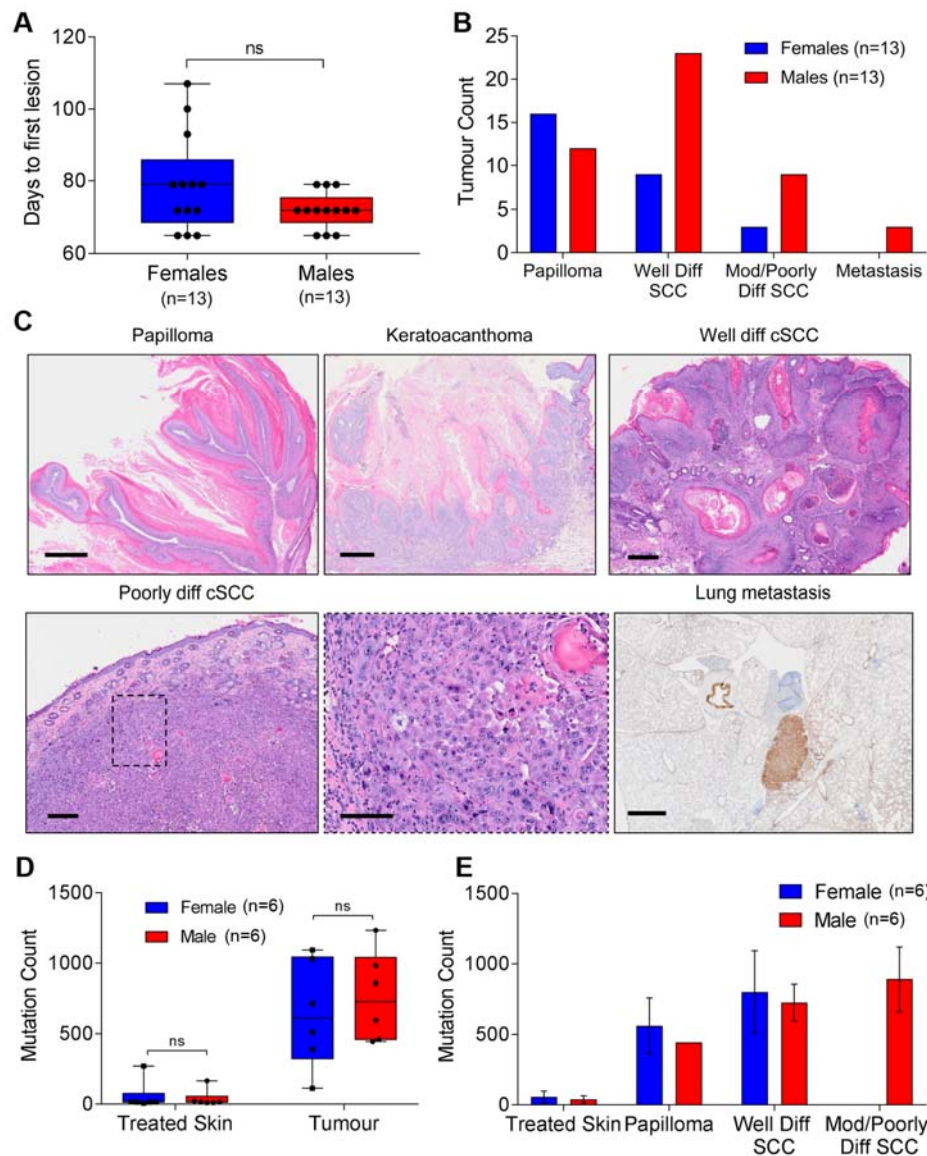 A
Days to first lesion
120
100
80
60
ns
Females
(n=13)
Males
(n=13)
B
Tumour Count
25
20
15
10
5
0
Females (n=13)
Males (n=13)
Papilloma
Well Diff
SCC
Mod/Poorly
Diff SCC
Metastasis
C
Papilloma
Keratoacanthoma
Well diff cSCC
Poorly diff cSCC
Lung metastasis
D
Mutation Count
1500
1000
500
0
Female (n=6)
Male (n=6)
ns
ns
Treated Skin
Tumour
E
Mutation Count
1500
1000
500
0
Female (n=6)
Male (n=6)
Treated Skin
Papilloma
Well Diff
SCC
Mod/Poorly
Diff SCC